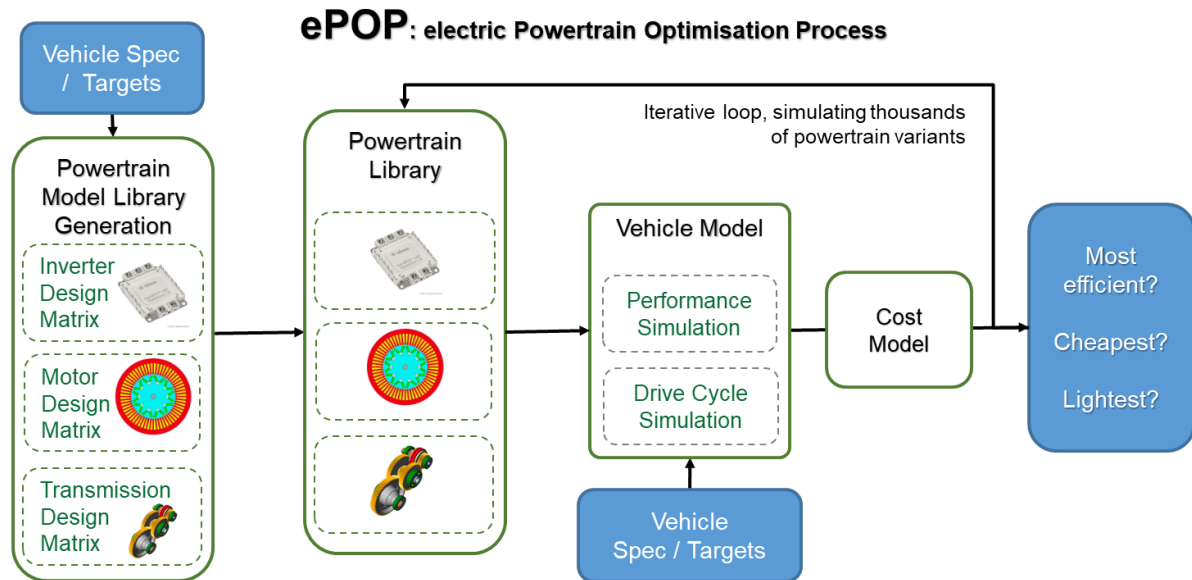 ePOP: electric Powertrain Optimisation Process
Vehicle Spec
/ Targets
Powertrain
Model Library
Generation
Inverter
Design
Matrix
Motor
Design
Matrix
Transmission
Design
Matrix
Powertrain
Library
Iterative loop, simulating thousands
of powertrain variants
Vehicle Model
Performance
Simulation
Drive Cycle
Simulation
Vehicle
Spec / Targets
Cost
Model
Most
efficient?
Cheapest?
Lightest?